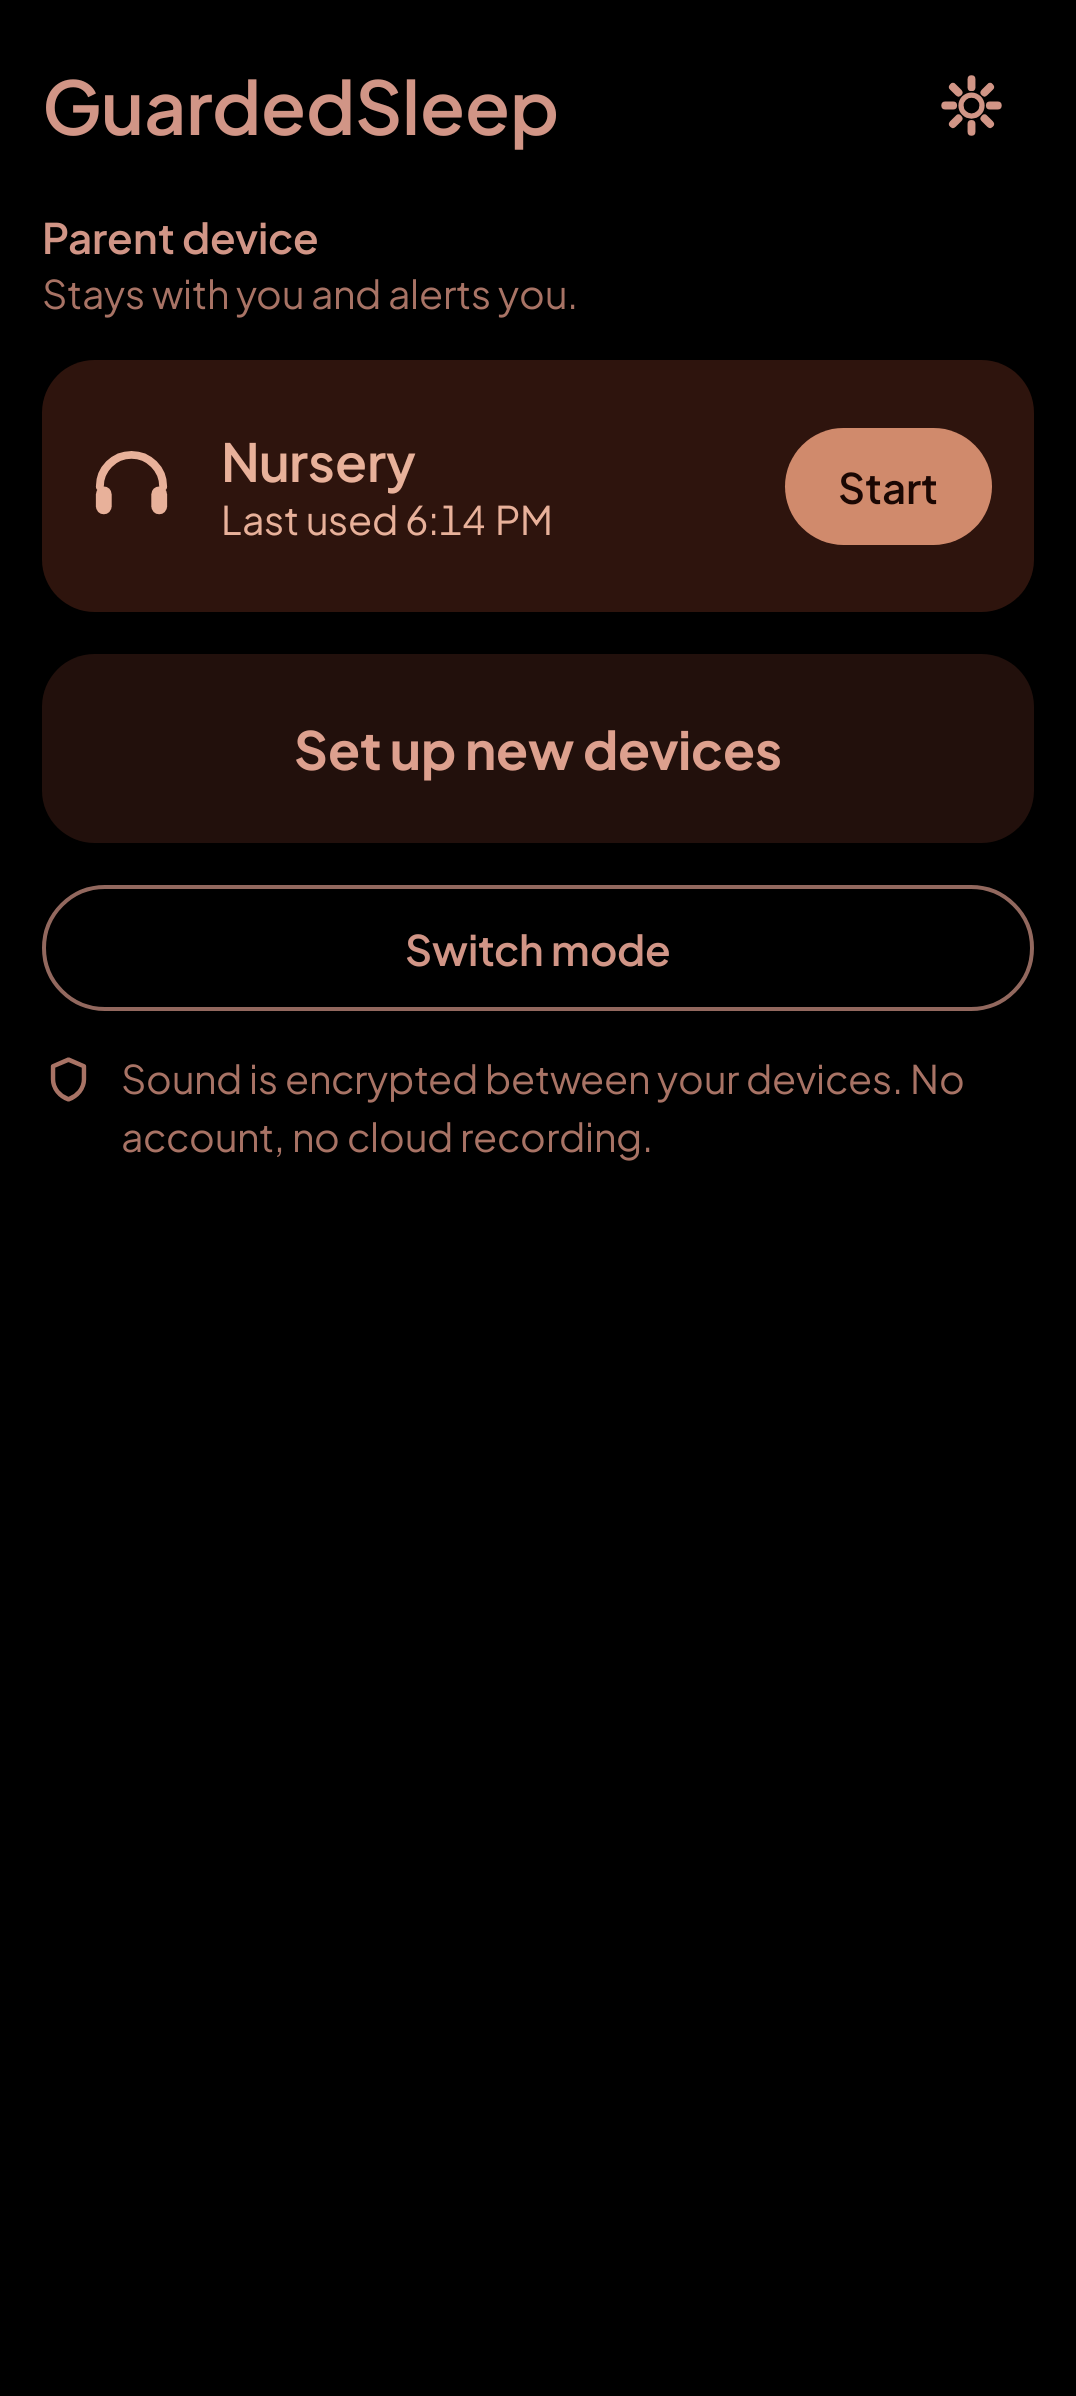 GuardedSleep
Parent device
Stays with you and alerts you.
Nursery
Last used 6:14 PM
Start
Set up new devices
Switch mode
Sound is encrypted between your devices. No
account, no cloud recording.